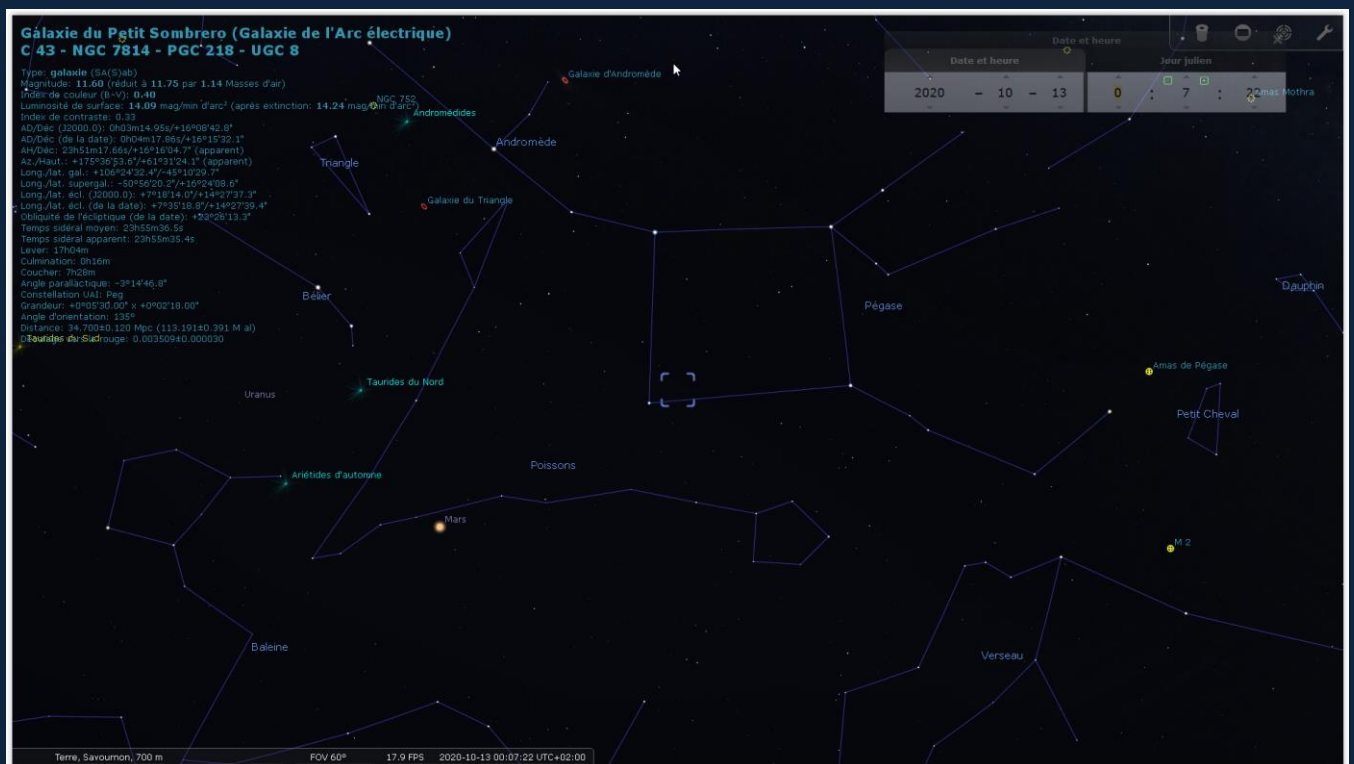 Galaxie du Petit Sombrero (Galaxie de l'Arc électrique)
C 43 - NGC 7814 - PGC 218 - UGC 8
Type: galaxie (SA(S)ab)
Magnitude: 11.60 (réduit à 11.75 par 1.14 Masses d'air)
Index de couleur (B-V): 0.40
Luminosité de surface: 14.09 mag/min d'arc² (après extinction: 14.24 mag/min d'arc²)
Index de contraste: 0.33
AD/Déc (J2000.0): 0h03m14.95s/+16°08'42.8"
AD/Déc (de la date): 0h04m17.86s/+16°15'32.1"
AH/Déc: 23h51m17.66s/+16°16'04.7" (apparent)
Az./Haut.: +175°36'53.6"/+61°31'24.1" (apparent)
Long./lat. gal.: +106°24'32.4"/-45°10'29.7"
Long./lat. supergal.: -50°56'20.2"/+16°24'08.6"
Long./lat. écl. (J2000.0): +7°18'14.0"/+14°27'37.3"
Long./lat. écl. (de la date): +7°35'18.8"/+14°27'39.4"
Obliquité de l'écliptique (de la date): +23°26'13.3"
Temps sidéral moyen: 23h55m36.5s
Temps sidéral apparent: 23h55m35.4s
Lever: 17h04m
Culmination: 0h16m
Coucher: 7h28m
Angle parallactique: -3°14'46.8"
Constellation UAI: Peg
Grandeur: +0°05'30.00" x +0°02'18.00"
Angle d'orientation: 135°
Distance: 34.700±0.120 Mpc (113.191±0.391 M al)
Décalage vers le rouge: 0.003509±0.000030
Taurides du Sud
Date et heure
Date et heure
Jour julien
2020 - 10 - 13
0 : 7 : 22
Amas Mothra
Galaxie d'Andromède
NGC 752
Andromédides
Andromède
Triangle
Galaxie du Triangle
Bélier
Pégase
Dauphin
Amas de Pégase
Taurides du Nord
Uranus
Petit Cheval
Poissons
Ariétides d'automne
Mars
M 2
Baleine
Verseau
Terre, Savournon, 700 m
FOV 60°
17.9 FPS
2020-10-13 00:07:22 UTC+02:00